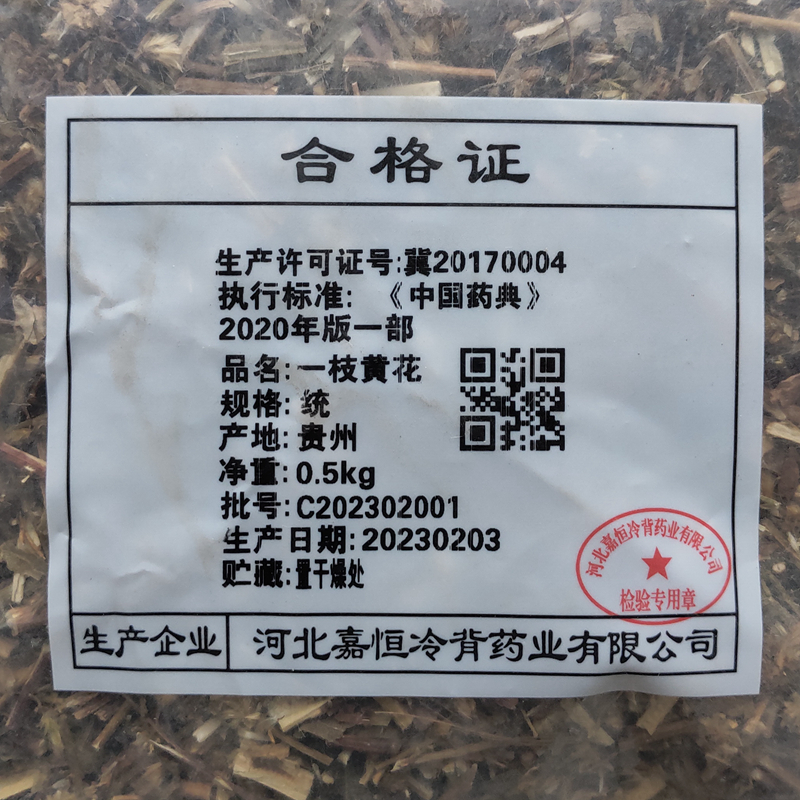 合格证
生产许可证号:冀20170004
执行标准:《中国药典》
2020年版一部
品名:一枝黄花
规格:统
产地:贵州
净重:0.5kg
批号:C202302001
生产日期:20230203
贮藏:置干燥处
河北嘉恒冷背药业有限公司
检验专用章
生产企业 河北嘉恒冷背药业有限公司